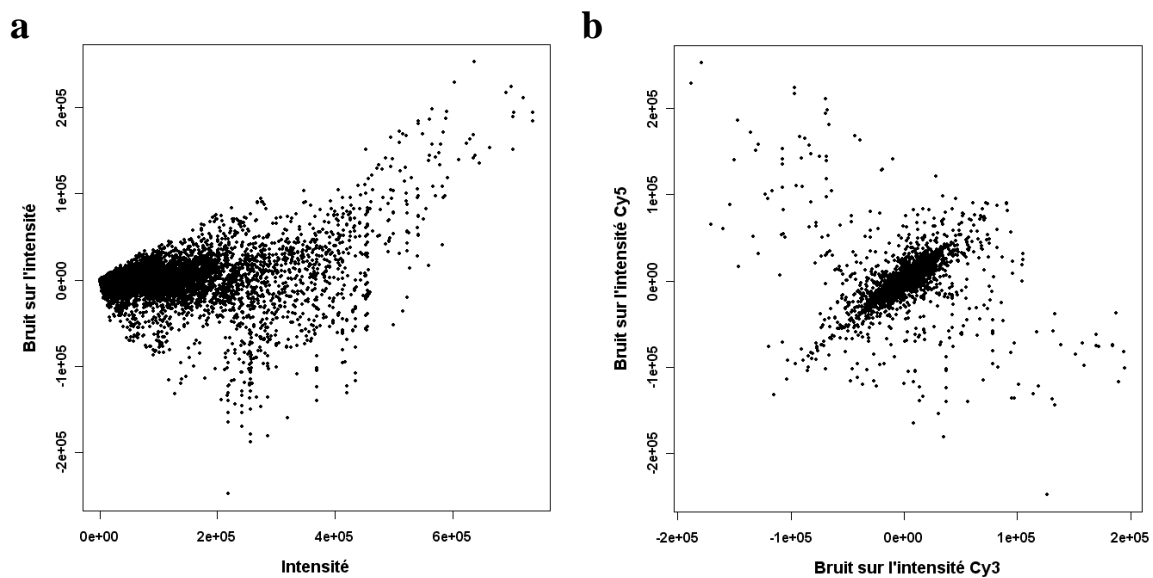 a
b
2e+05
1e+05
0e+00
-1e+05
-2e+05
Bruit sur l'intensité
0e+00 2e+05 4e+05 6e+05
Intensité
2e+05
1e+05
0e+00
-1e+05
-2e+05
Bruit sur l'intensité Cy5
-2e+05 -1e+05 0e+00 1e+05 2e+05
Bruit sur l'intensité Cy3